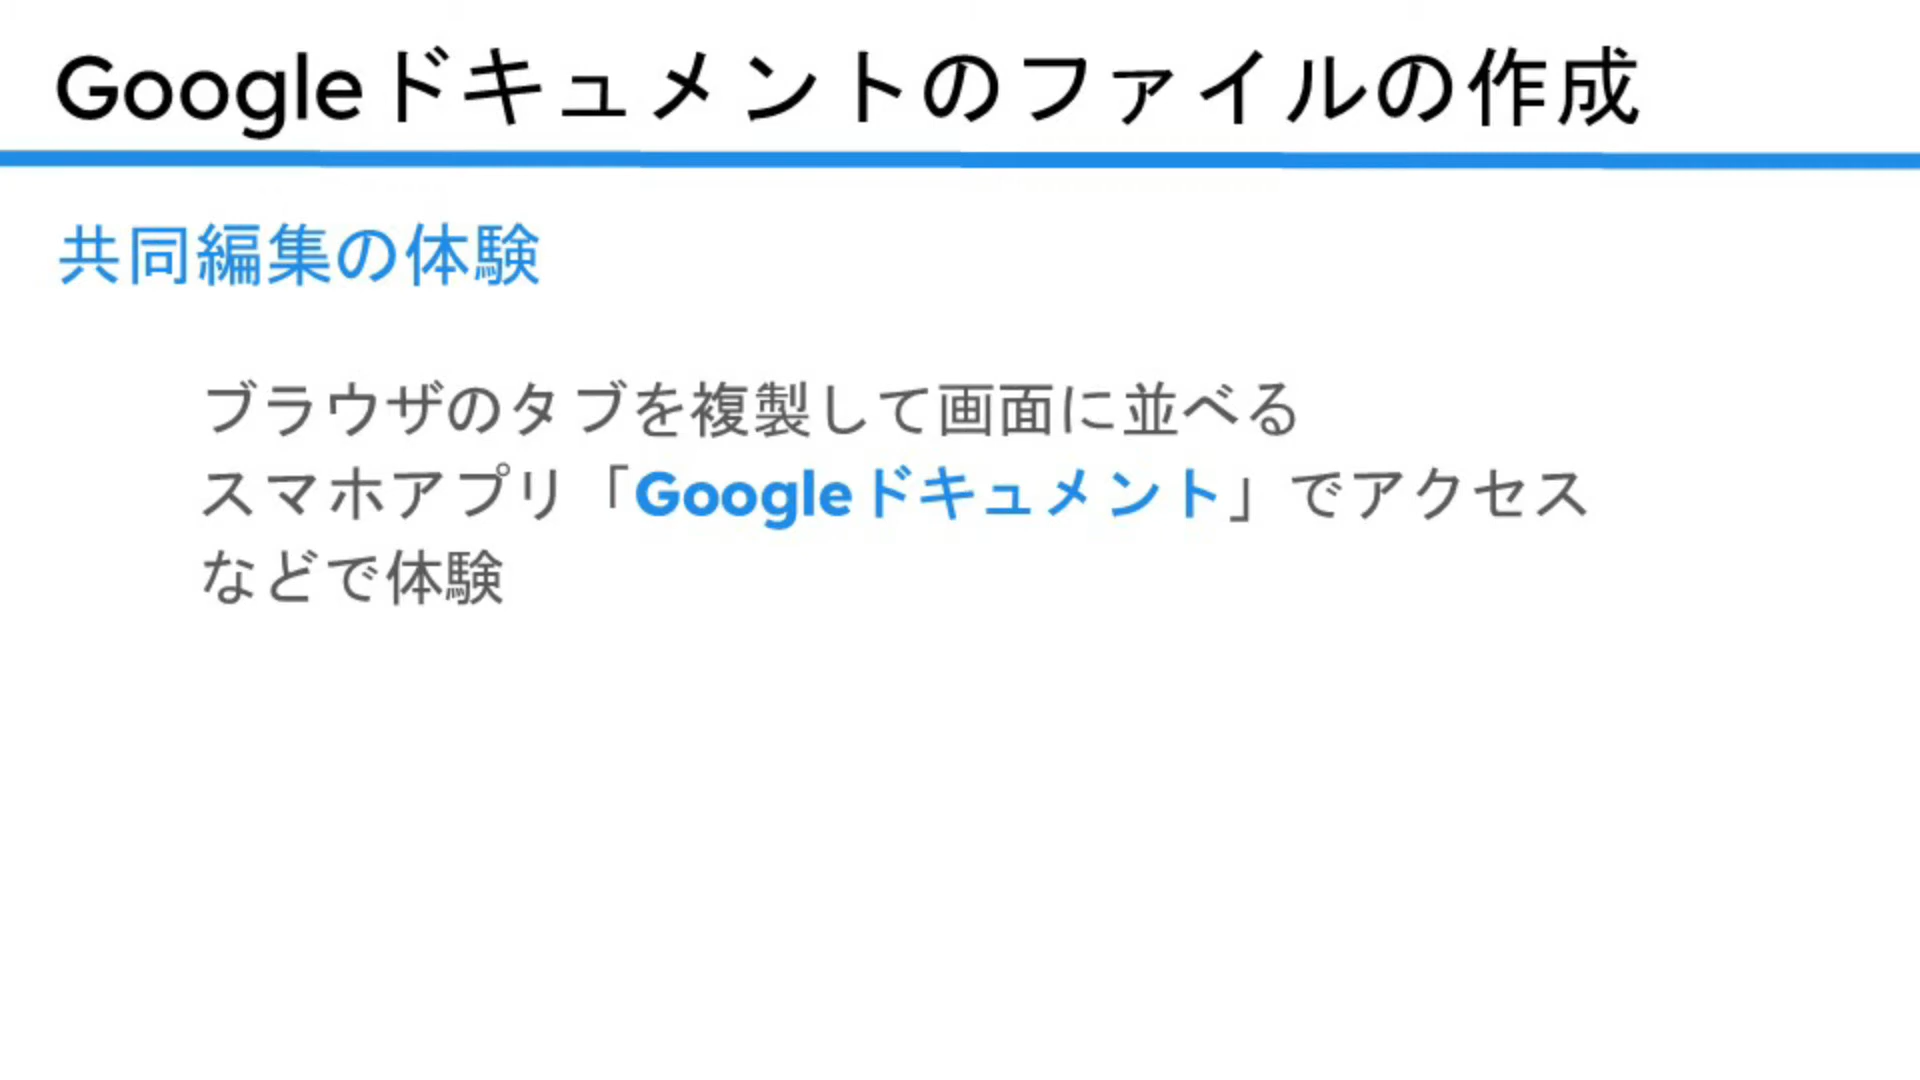 Googleドキュメントのファイルの作成
共同編集の体験
ブラウザのタブを複製して画面に並べる
スマホアプリ「Googleドキュメント」でアクセス
などで体験